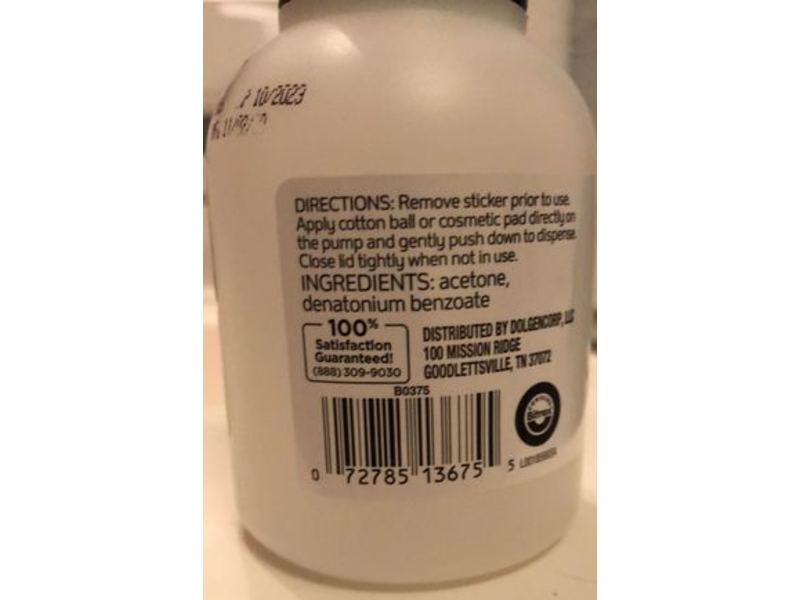 10/2023
DIRECTIONS: Remove sticker prior to use.
Apply cotton ball or cosmetic pad directly on
the pump and gently push down to dispense.
Close lid tightly when not in use.
INGREDIENTS: acetone,
denatonium benzoate
100%
Satisfaction
Guaranteed!
(888) 309-9030
DISTRIBUTED BY DOLGENCORP, LLC
100 MISSION RIDGE
GOODLETTSVILLE, TN 37072
B0375
Bitrex
0 72785 13675 5